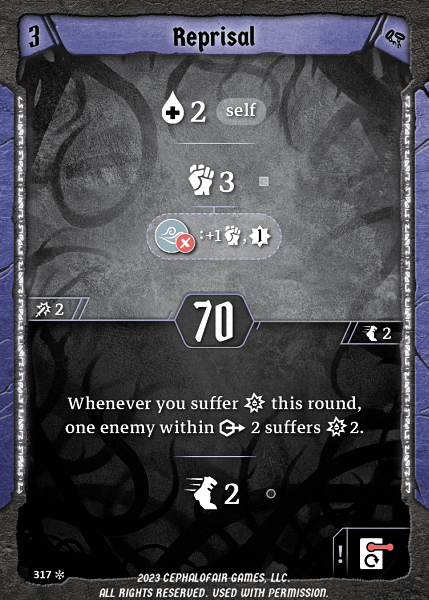 3 Reprisal
2 self
3
:+1 ,
2
70
2
Whenever you suffer this round,
one enemy within 2 suffers 2.
2
!
317
2023 CEPHALOFAIR GAMES, LLC.
ALL RIGHTS RESERVED. USED WITH PERMISSION.